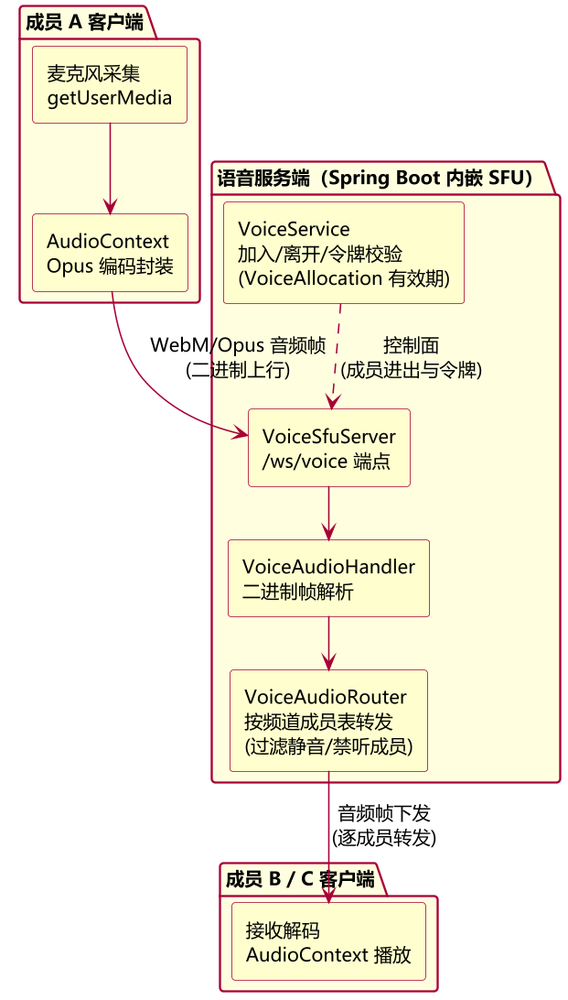 成员 A 客户端
麦克风采集
getUserMedia
AudioContext
Opus 编码封装
语音服务端（Spring Boot 内嵌 SFU）
VoiceService
加入/离开/令牌校验
(VoiceAllocation 有效期)
WebM/Opus 音频帧
(二进制上行)
控制面
(成员进出与令牌)
VoiceSfuServer
/ws/voice 端点
VoiceAudioHandler
二进制帧解析
VoiceAudioRouter
按频道成员表转发
(过滤静音/禁听成员)
音频帧下发
(逐成员转发)
成员 B / C 客户端
接收解码
AudioContext 播放